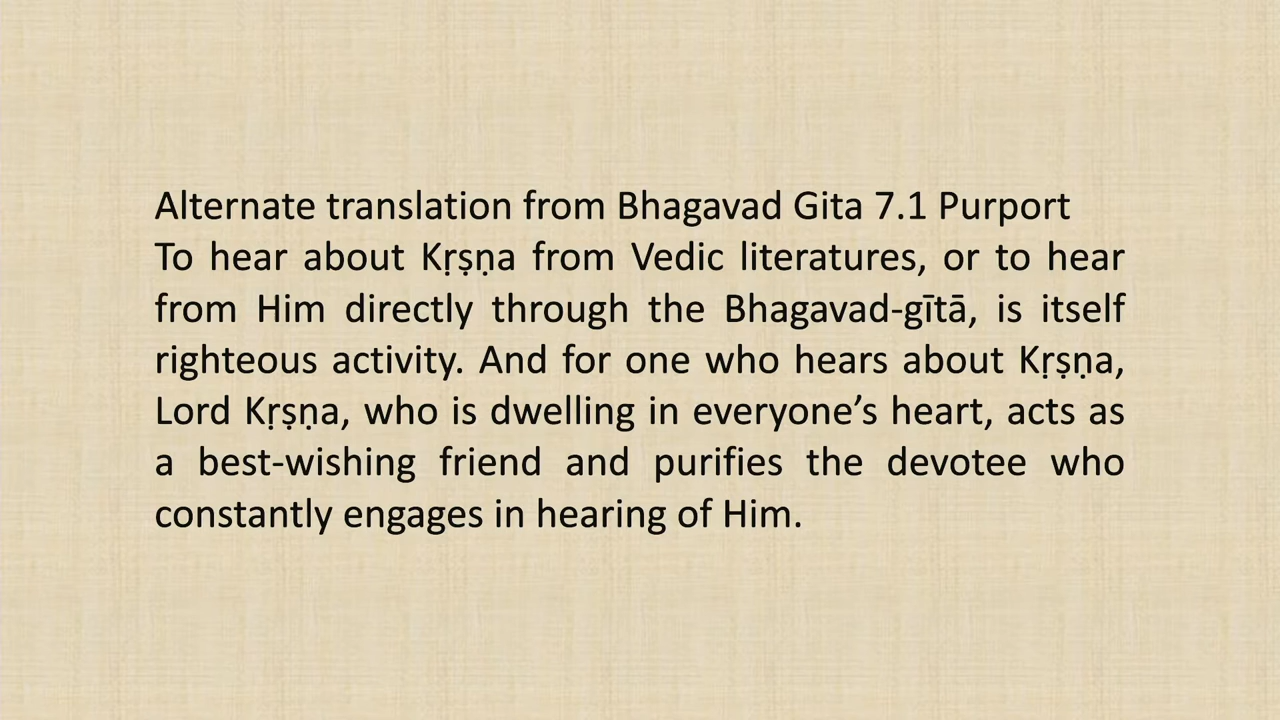 Alternate translation from Bhagavad Gita 7.1 Purport
To hear about Kṛṣṇa from Vedic literatures, or to hear
from Him directly through the Bhagavad-gītā, is itself
righteous activity. And for one who hears about Kṛṣṇa,
Lord Kṛṣṇa, who is dwelling in everyone’s heart, acts as
a best-wishing friend and purifies the devotee who
constantly engages in hearing of Him.